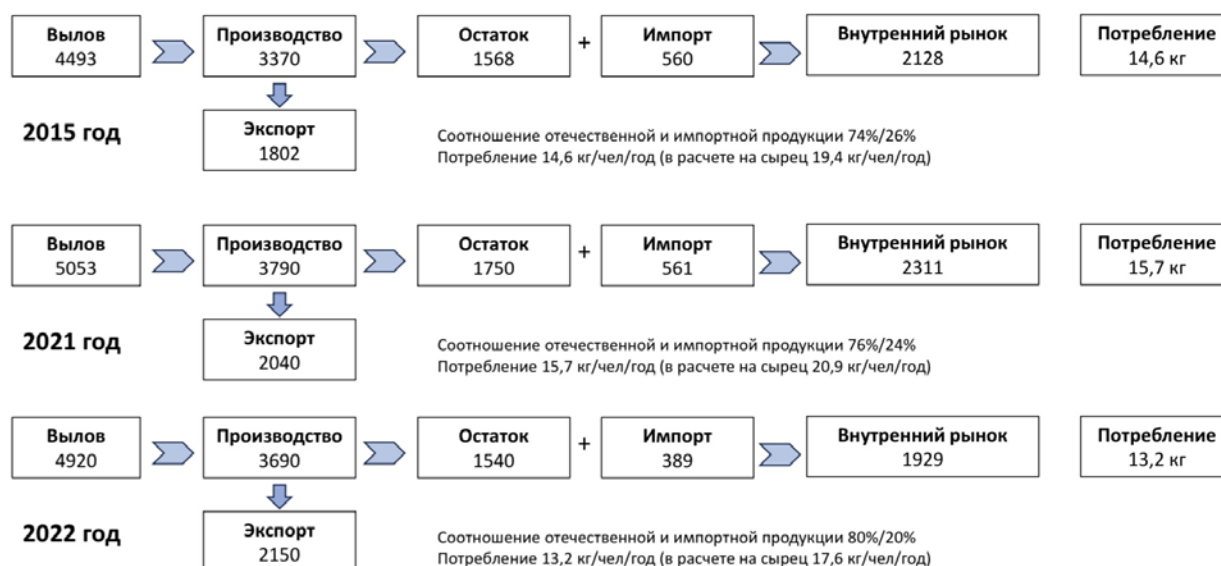 Вылов
4493
Производство
3370
Остаток
1568
+
Импорт
560
Внутренний рынок
2128
Потребление
14,6 кг
2015 год
Экспорт
1802
Соотношение отечественной и импортной продукции 74%/26%
Потребление 14,6 кг/чел/год (в расчете на сырец 19,4 кг/чел/год)
Вылов
5053
Производство
3790
Остаток
1750
+
Импорт
561
Внутренний рынок
2311
Потребление
15,7 кг
2021 год
Экспорт
2040
Соотношение отечественной и импортной продукции 76%/24%
Потребление 15,7 кг/чел/год (в расчете на сырец 20,9 кг/чел/год)
Вылов
4920
Производство
3690
Остаток
1540
+
Импорт
389
Внутренний рынок
1929
Потребление
13,2 кг
2022 год
Экспорт
2150
Соотношение отечественной и импортной продукции 80%/20%
Потребление 13,2 кг/чел/год (в расчете на сырец 17,6 кг/чел/год)